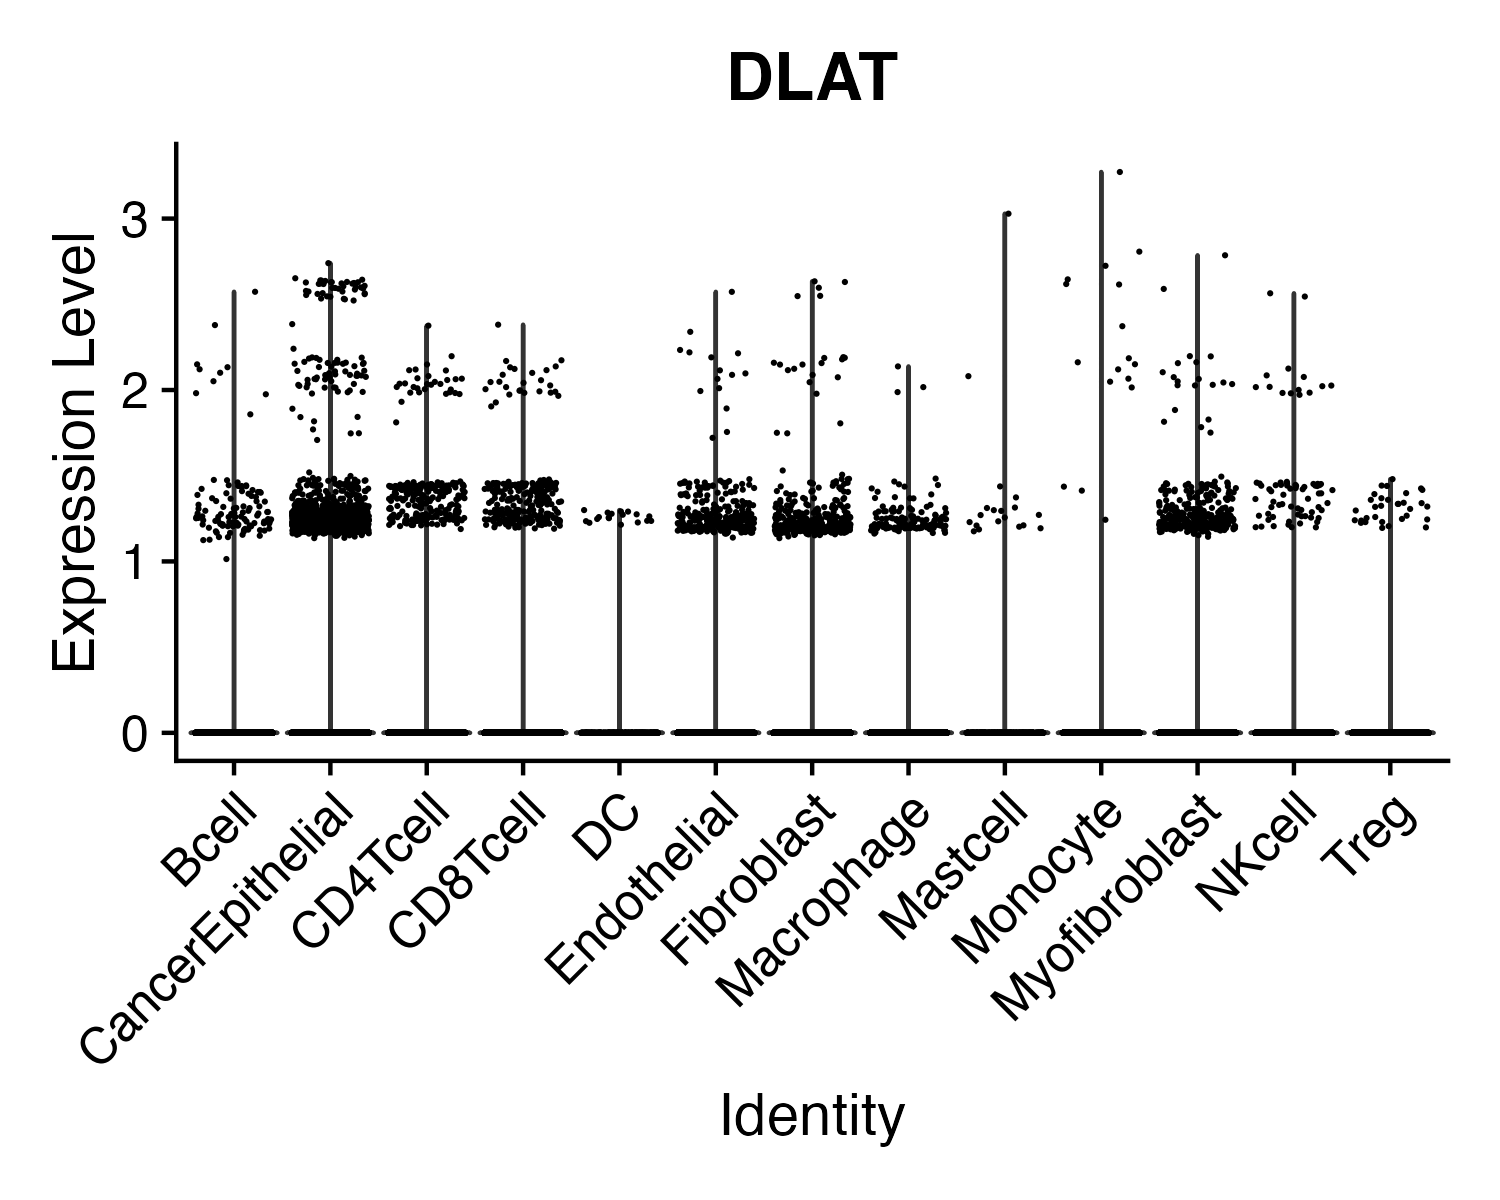 DLAT
Expression Level
3
2
1
0
Bcell
CancerEpithelial
CD4Tcell
CD8Tcell
DC
Endothelial
Fibroblast
Macrophage
Mastcell
Monocyte
Myofibroblast
NKcell
Treg
Identity